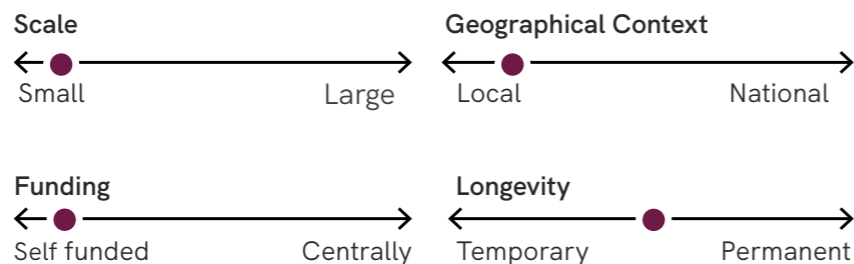 Scale
Geographical Context
Small
Large
Local
National
Funding
Longevity
Self funded
Centrally
Temporary
Permanent